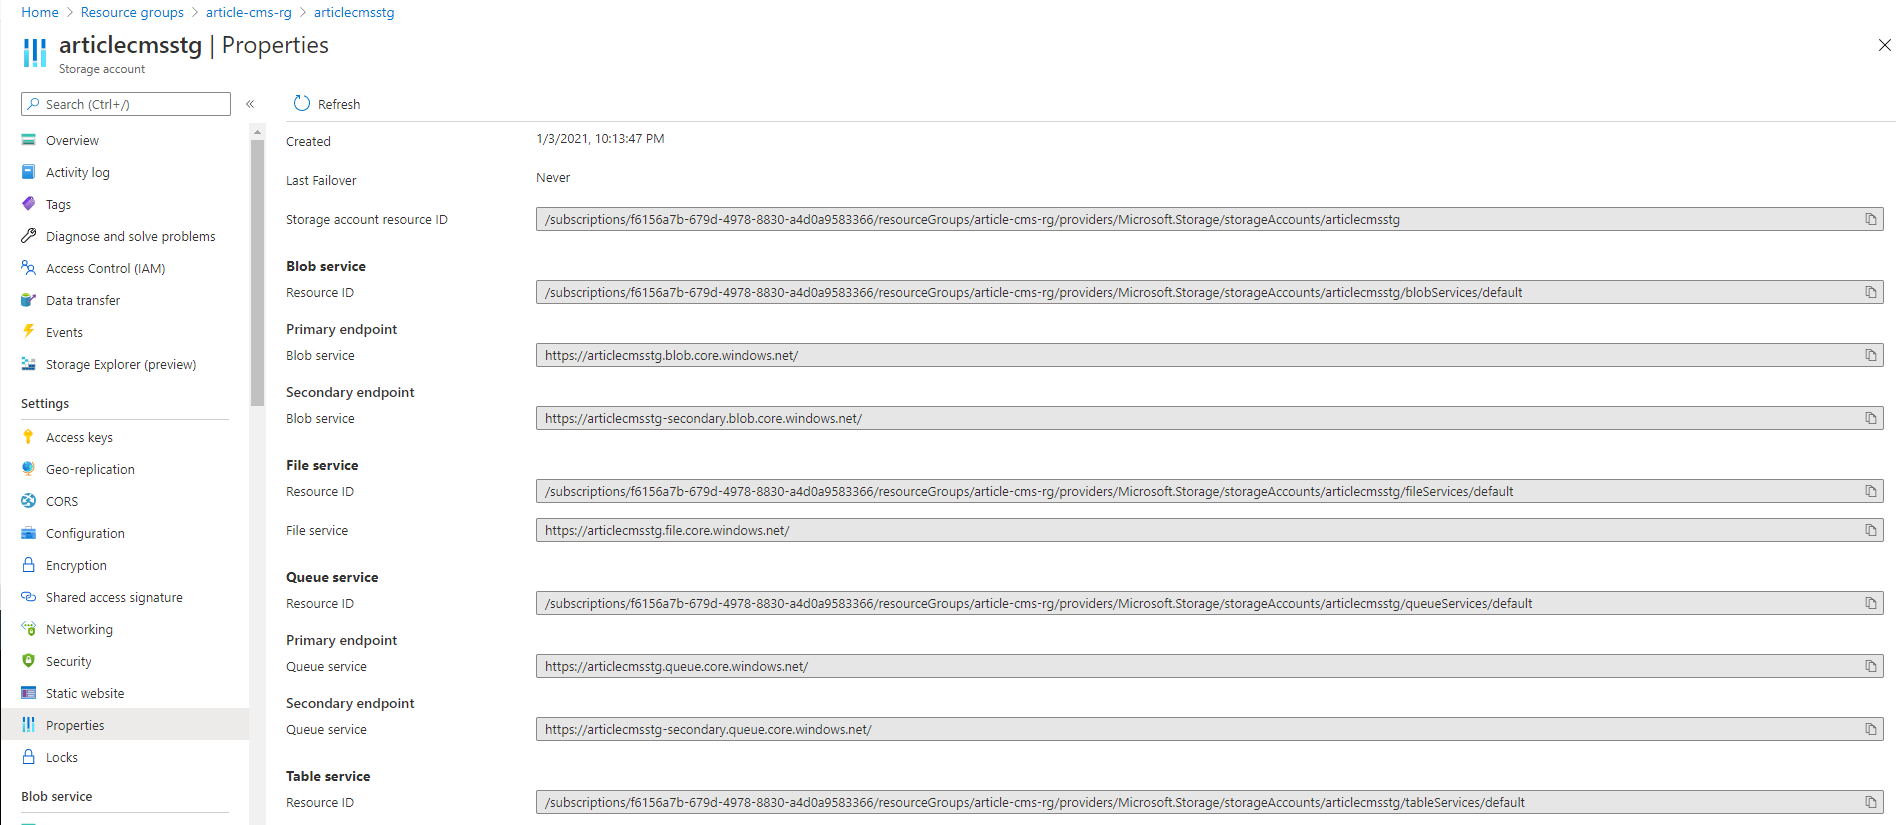 Home > Resource groups > article-cms-rg > articlecmsstg
articlecmsstg | Properties
Storage account
Search (Ctrl+/)
«
Overview
Activity log
Tags
Diagnose and solve problems
Access Control (IAM)
Data transfer
Events
Storage Explorer (preview)
Settings
Access keys
Geo-replication
CORS
Configuration
Encryption
Shared access signature
Networking
Security
Static website
Properties
Locks
Blob service
Refresh
Created 1/3/2021, 10:13:47 PM
Last Failover Never
Storage account resource ID /subscriptions/f6156a7b-679d-4978-8830-a4d0a9583366/resourceGroups/article-cms-rg/providers/Microsoft.Storage/storageAccounts/articlecmsstg
Blob service
Resource ID /subscriptions/f6156a7b-679d-4978-8830-a4d0a9583366/resourceGroups/article-cms-rg/providers/Microsoft.Storage/storageAccounts/articlecmsstg/blobServices/default
Primary endpoint
Blob service https://articlecmsstg.blob.core.windows.net/
Secondary endpoint
Blob service https://articlecmsstg-secondary.blob.core.windows.net/
File service
Resource ID /subscriptions/f6156a7b-679d-4978-8830-a4d0a9583366/resourceGroups/article-cms-rg/providers/Microsoft.Storage/storageAccounts/articlecmsstg/fileServices/default
File service https://articlecmsstg.file.core.windows.net/
Queue service
Resource ID /subscriptions/f6156a7b-679d-4978-8830-a4d0a9583366/resourceGroups/article-cms-rg/providers/Microsoft.Storage/storageAccounts/articlecmsstg/queueServices/default
Primary endpoint
Queue service https://articlecmsstg.queue.core.windows.net/
Secondary endpoint
Queue service https://articlecmsstg-secondary.queue.core.windows.net/
Table service
Resource ID /subscriptions/f6156a7b-679d-4978-8830-a4d0a9583366/resourceGroups/article-cms-rg/providers/Microsoft.Storage/storageAccounts/articlecmsstg/tableServices/default